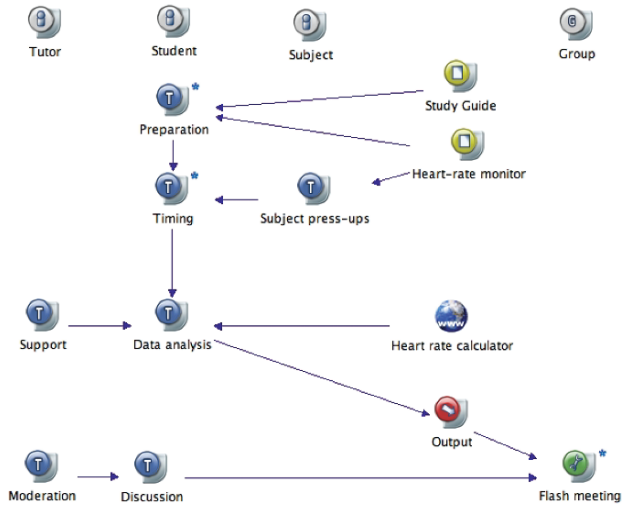 Tutor
Student
Subject
G
Group
T *
Preparation
Study Guide
Heart-rate monitor
T *
Timing
T
Subject press-ups
T
Support
T
Data analysis
www
Heart rate calculator
Output
T
Moderation
T
Discussion
*
Flash meeting